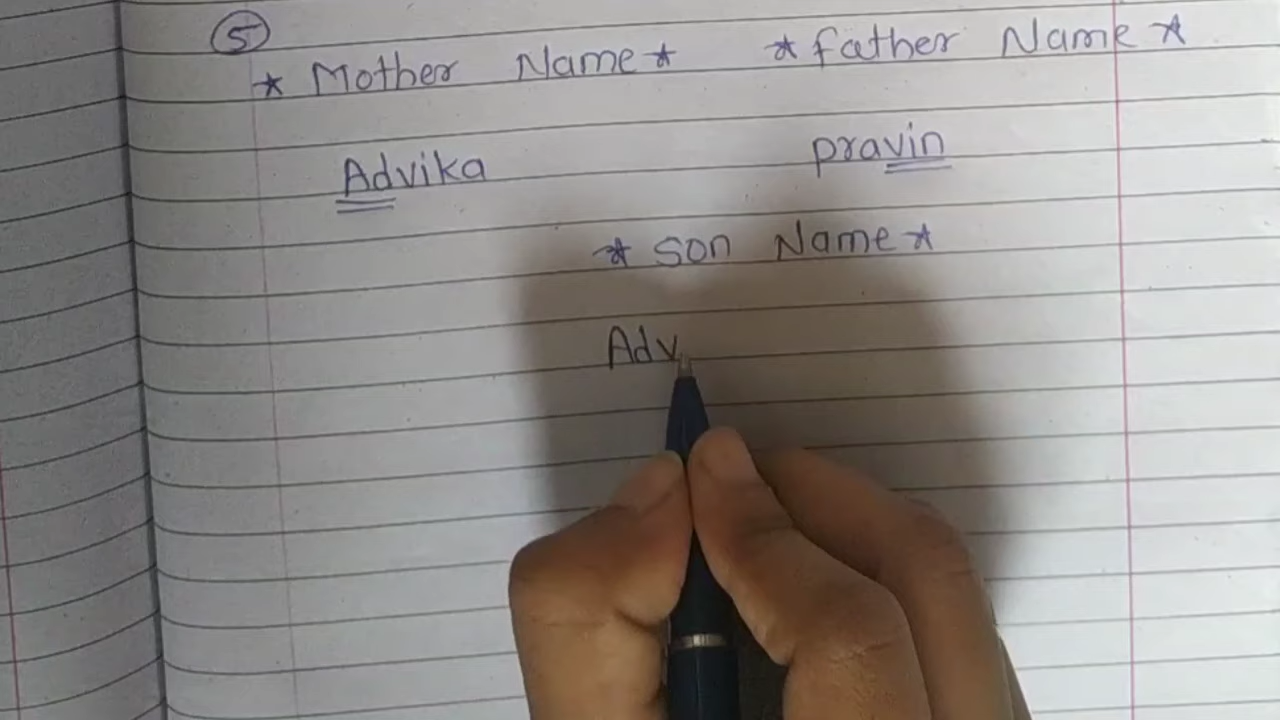 5
* Mother Name * * father Name *
Advika pravin
* son Name *
Adv